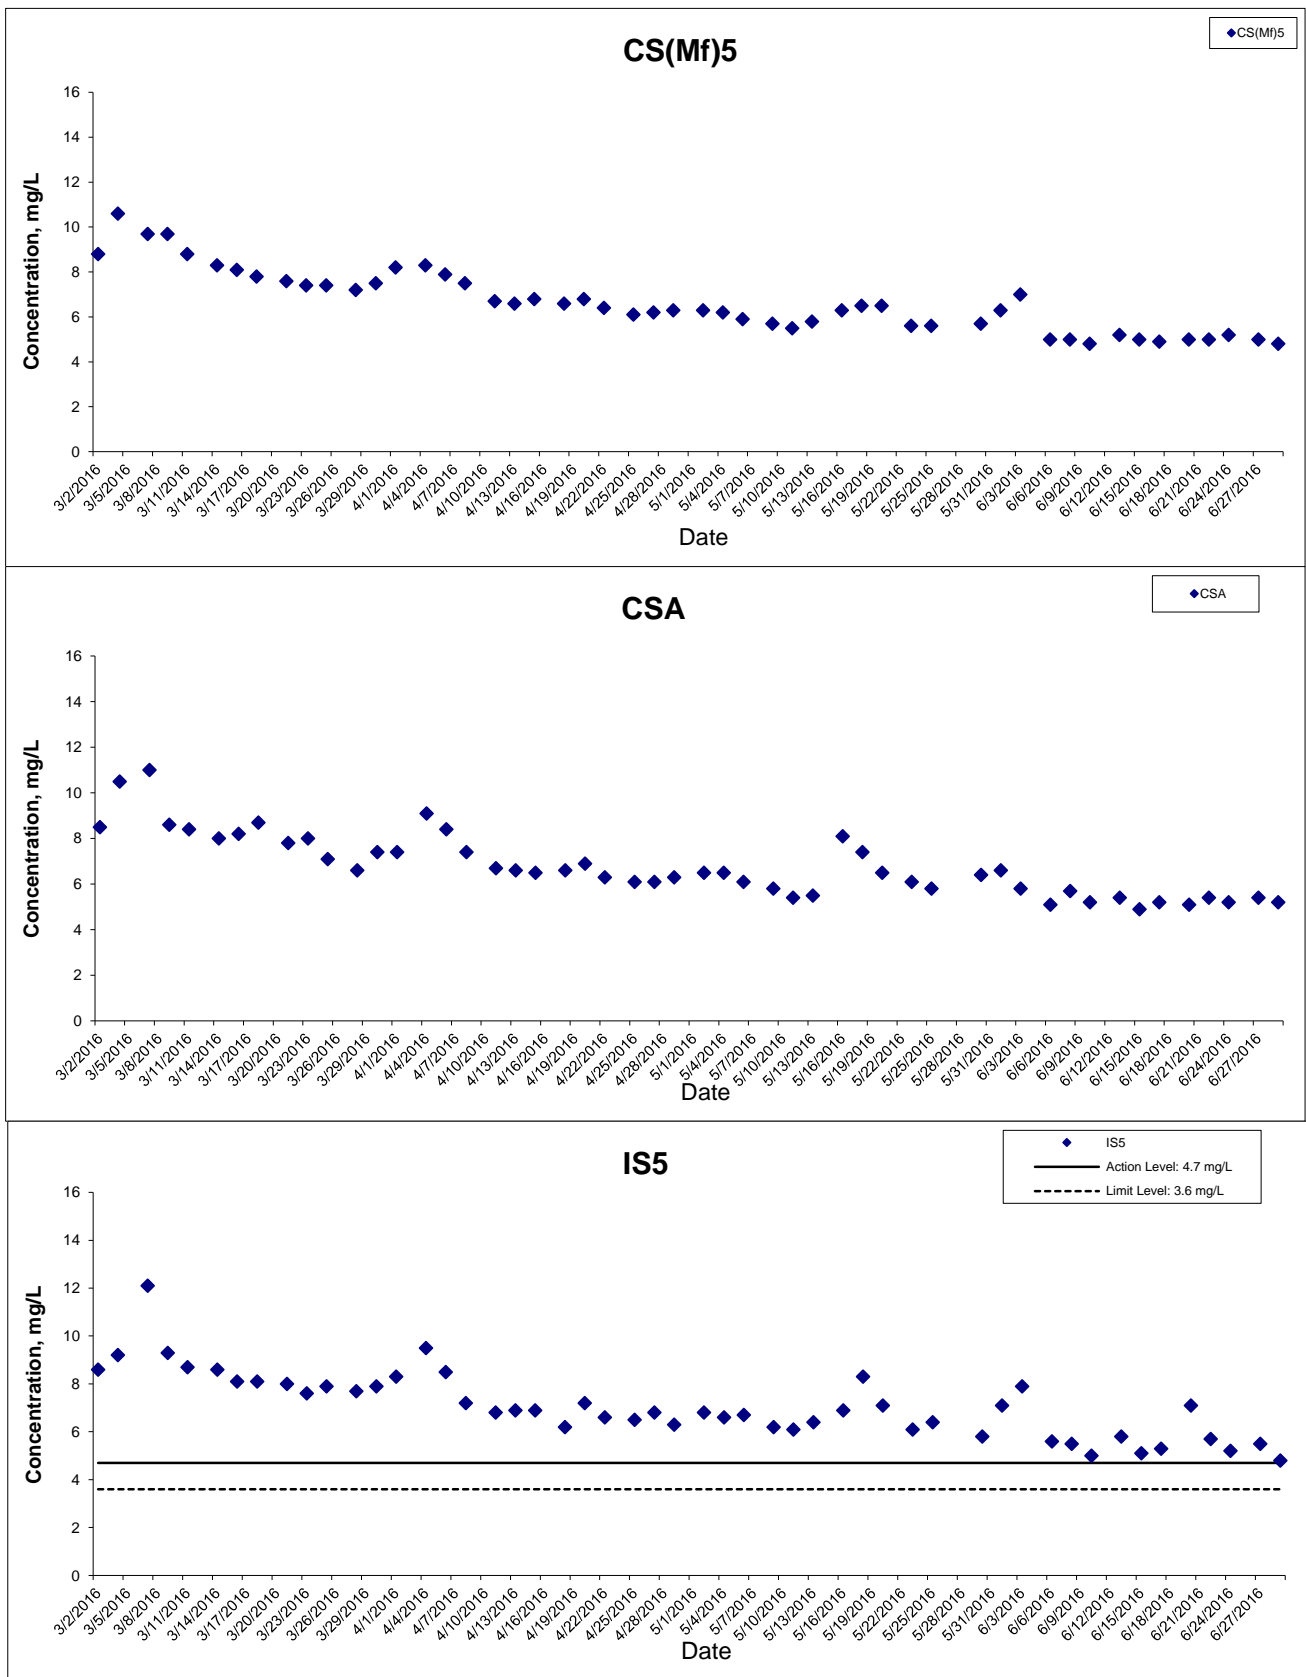 CS(Mf)5
CS(Mf)5
Concentration, mg/L
16
14
12
10
8
6
4
2
0
3/2/2016 3/5/2016 3/8/2016 3/11/2016 3/14/2016 3/17/2016 3/20/2016 3/23/2016 3/26/2016 3/29/2016 4/1/2016 4/4/2016 4/7/2016 4/10/2016 4/13/2016 4/16/2016 4/19/2016 4/22/2016 4/25/2016 4/28/2016 5/1/2016 5/4/2016 5/7/2016 5/10/2016 5/13/2016 5/16/2016 5/19/2016 5/22/2016 5/25/2016 5/28/2016 5/31/2016 6/3/2016 6/6/2016 6/9/2016 6/12/2016 6/15/2016 6/18/2016 6/21/2016 6/24/2016 6/27/2016
Date
CSA
CSA
Concentration, mg/L
16
14
12
10
8
6
4
2
0
3/2/2016 3/5/2016 3/8/2016 3/11/2016 3/14/2016 3/17/2016 3/20/2016 3/23/2016 3/26/2016 3/29/2016 4/1/2016 4/4/2016 4/7/2016 4/10/2016 4/13/2016 4/16/2016 4/19/2016 4/22/2016 4/25/2016 4/28/2016 5/1/2016 5/4/2016 5/7/2016 5/10/2016 5/13/2016 5/16/2016 5/19/2016 5/22/2016 5/25/2016 5/28/2016 5/31/2016 6/3/2016 6/6/2016 6/9/2016 6/12/2016 6/15/2016 6/18/2016 6/21/2016 6/24/2016 6/27/2016
Date
IS5
IS5
Action Level: 4.7 mg/L
Limit Level: 3.6 mg/L
Concentration, mg/L
16
14
12
10
8
6
4
2
0
3/2/2016 3/5/2016 3/8/2016 3/11/2016 3/14/2016 3/17/2016 3/20/2016 3/23/2016 3/26/2016 3/29/2016 4/1/2016 4/4/2016 4/7/2016 4/10/2016 4/13/2016 4/16/2016 4/19/2016 4/22/2016 4/25/2016 4/28/2016 5/1/2016 5/4/2016 5/7/2016 5/10/2016 5/13/2016 5/16/2016 5/19/2016 5/22/2016 5/25/2016 5/28/2016 5/31/2016 6/3/2016 6/6/2016 6/9/2016 6/12/2016 6/15/2016 6/18/2016 6/21/2016 6/24/2016 6/27/2016
Date